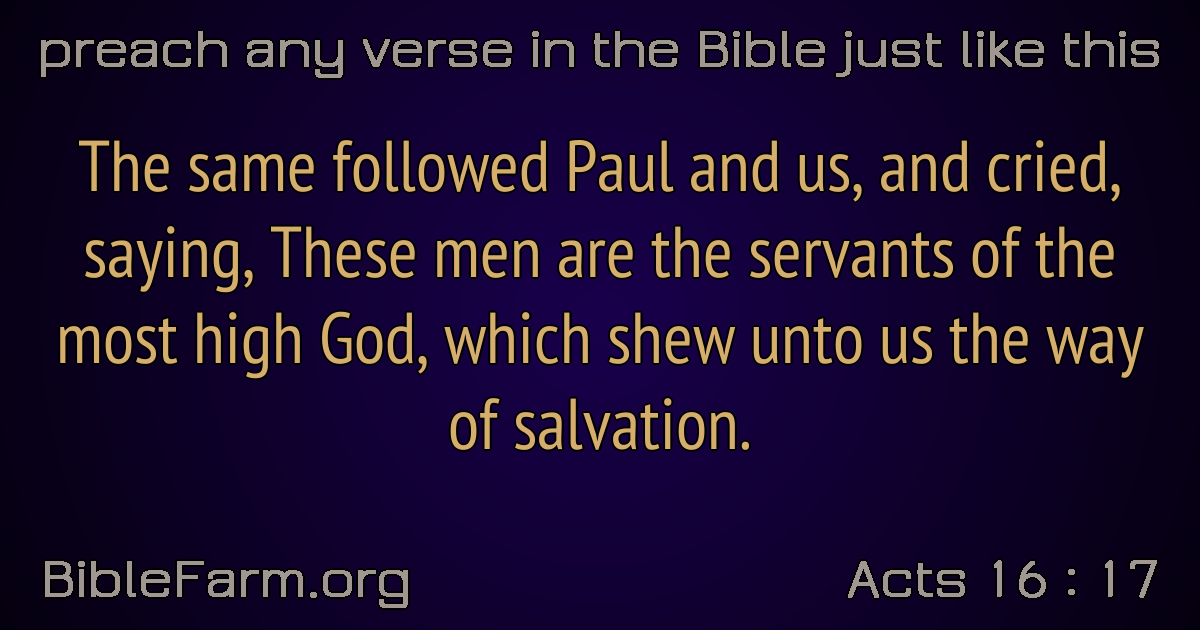 preach any verse in the Bible just like this
The same followed Paul and us, and cried,
saying, These men are the servants of the
most high God, which shew unto us the way
of salvation.
BibleFarm.org
Acts 16 : 17